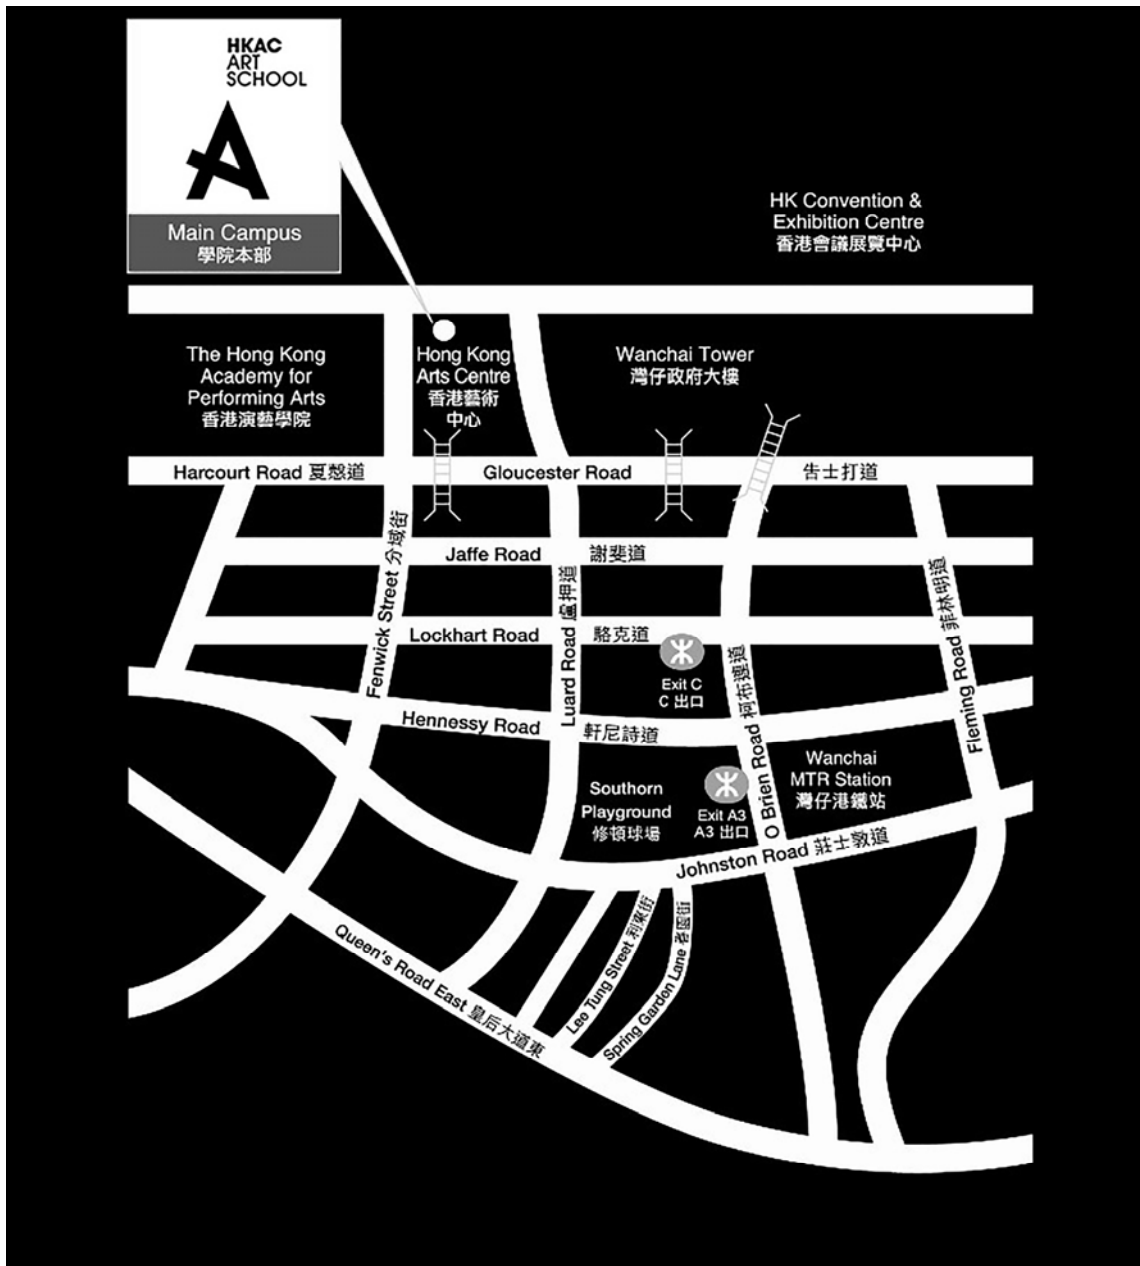 HKAC
ART
SCHOOL
Main Campus
學院本部
HK Convention &
Exhibition Centre
香港會議展覽中心
The Hong Kong
Academy for
Performing Arts
香港演藝學院
Hong Kong
Arts Centre
香港藝術
中心
Wanchai Tower
灣仔政府大樓
Harcourt Road 夏慤道
Gloucester Road
告士打道
Jaffe Road
謝斐道
Fenwick Street 分域街
Luard Road 盧押道
Lockhart Road
駱克道
Fleming Road 菲林明道
Exit C
C 出口
O Brien Road 柯布連道
Hennessy Road
軒尼詩道
Southorn
Playground
修頓球場
Exit A3
A3 出口
Wanchai
MTR Station
灣仔港鐵站
Johnston Road 莊士敦道
Queen's Road East 皇后大道東
Lee Tung Street 利東街
Spring Garden Lane 春園街